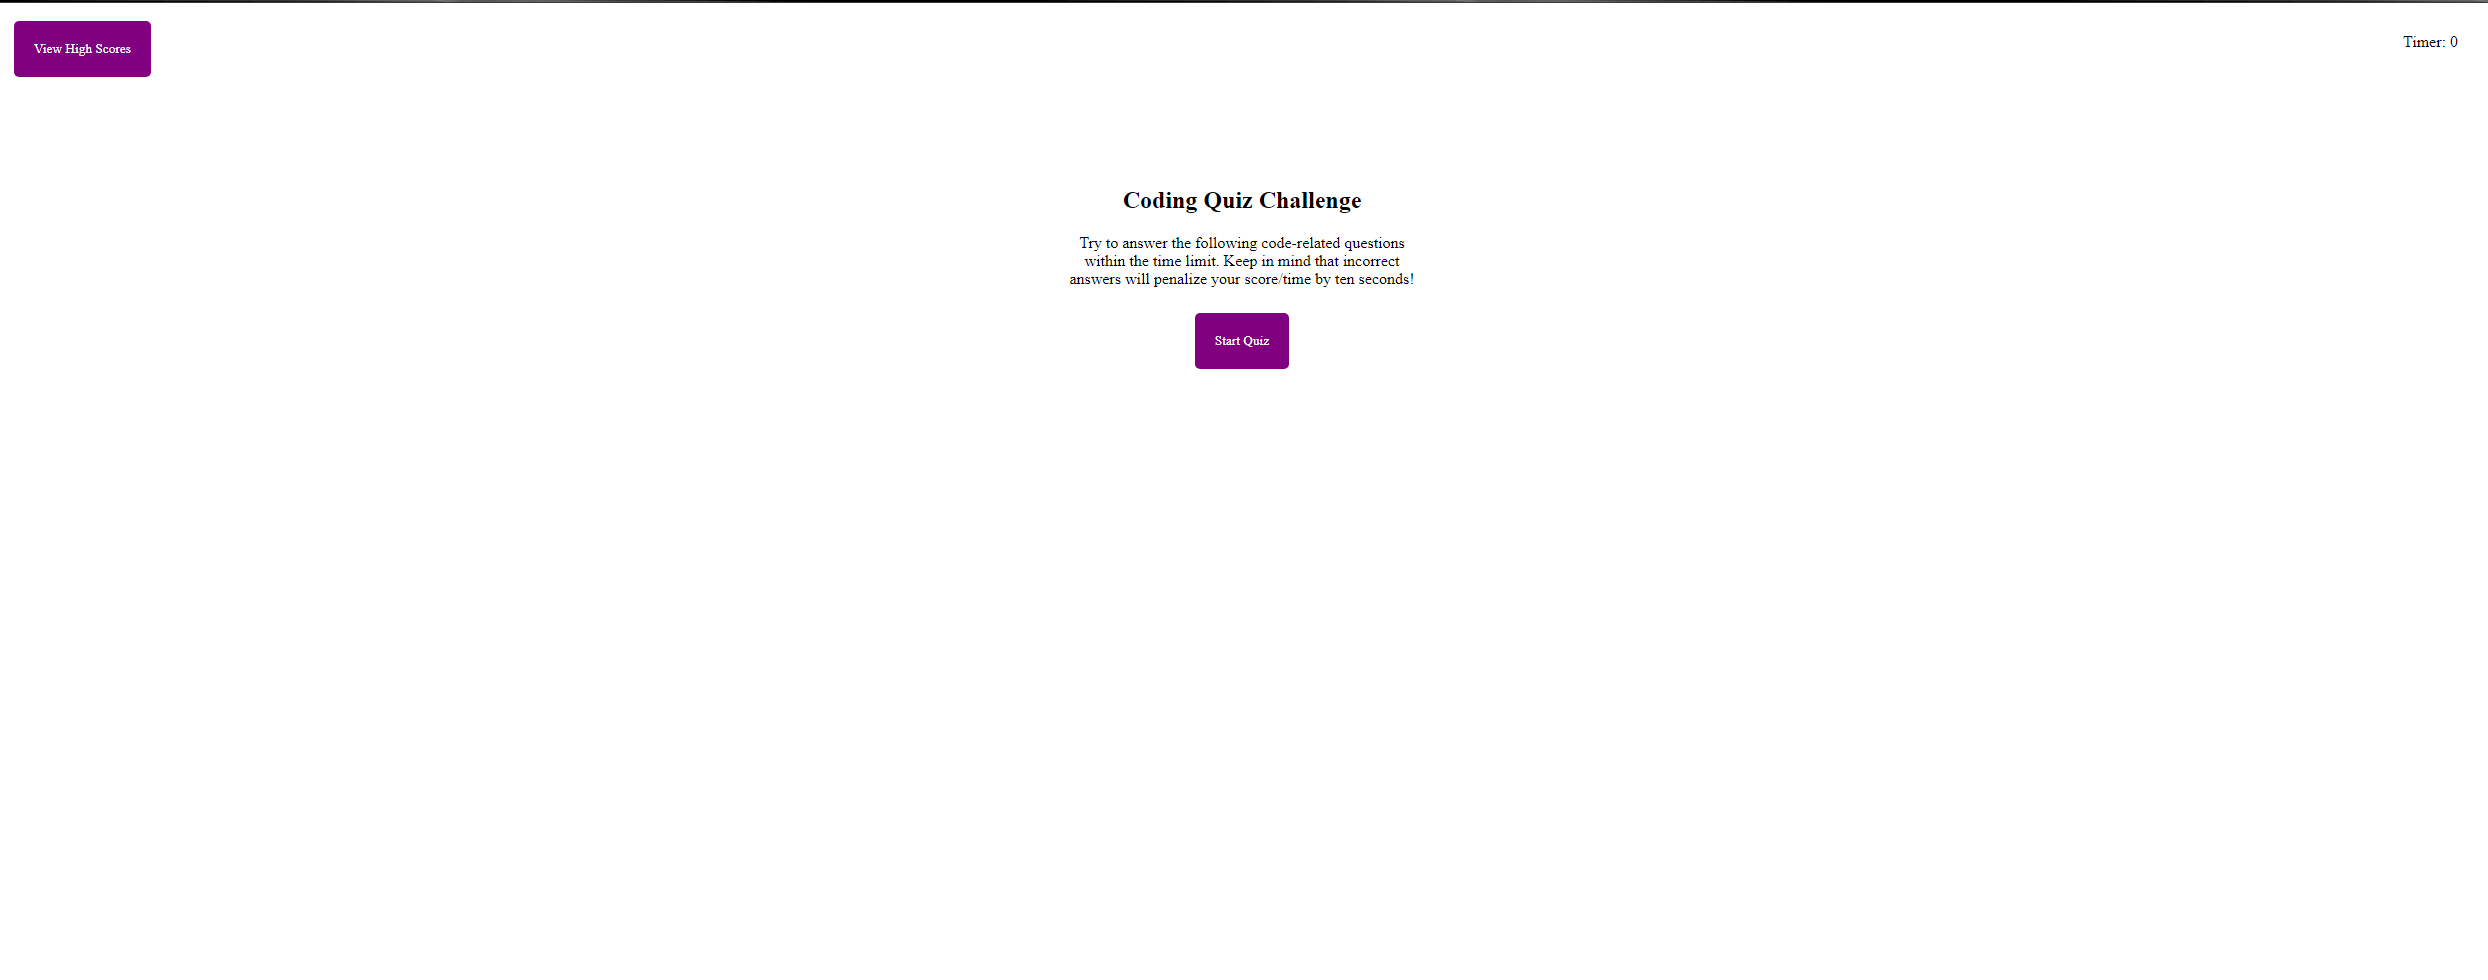 View High Scores
Timer: 0
Coding Quiz Challenge
Try to answer the following code-related questions
within the time limit. Keep in mind that incorrect
answers will penalize your score/time by ten seconds!
Start Quiz